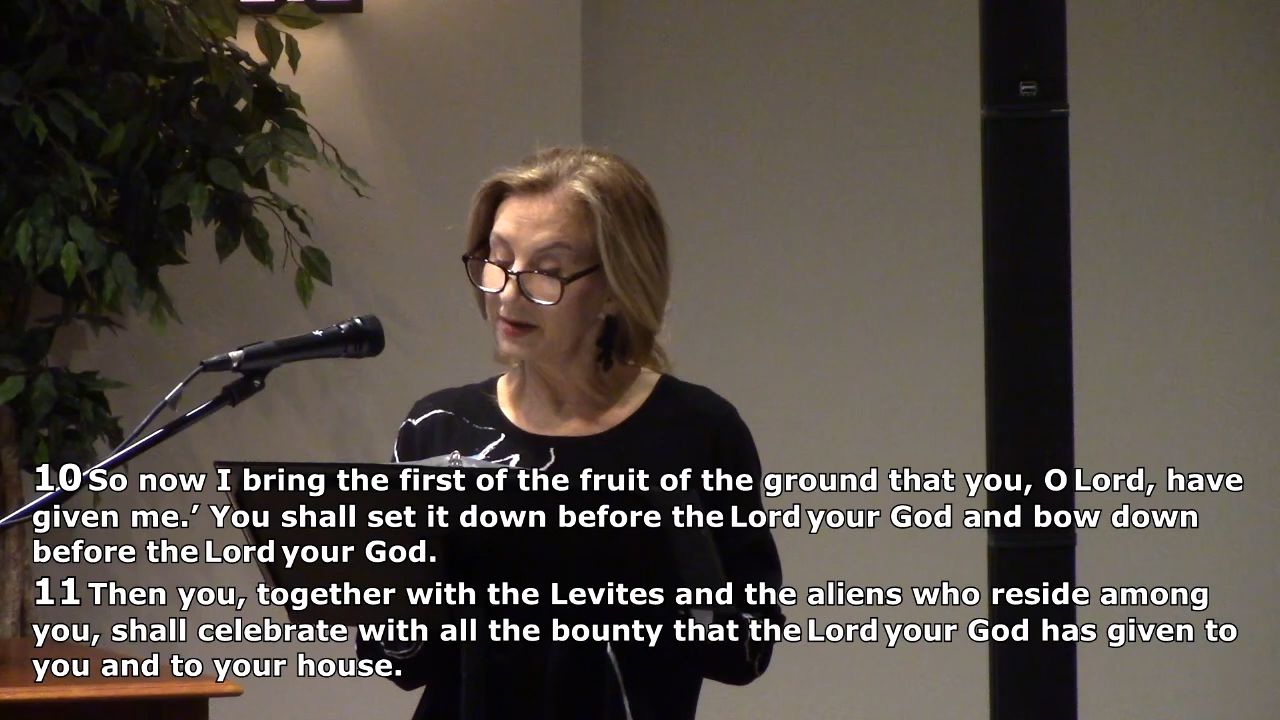 10 So now I bring the first of the fruit of the ground that you, O Lord, have
given me.’ You shall set it down before the Lord your God and bow down
before the Lord your God.
11 Then you, together with the Levites and the aliens who reside among
you, shall celebrate with all the bounty that the Lord your God has given to
you and to your house.